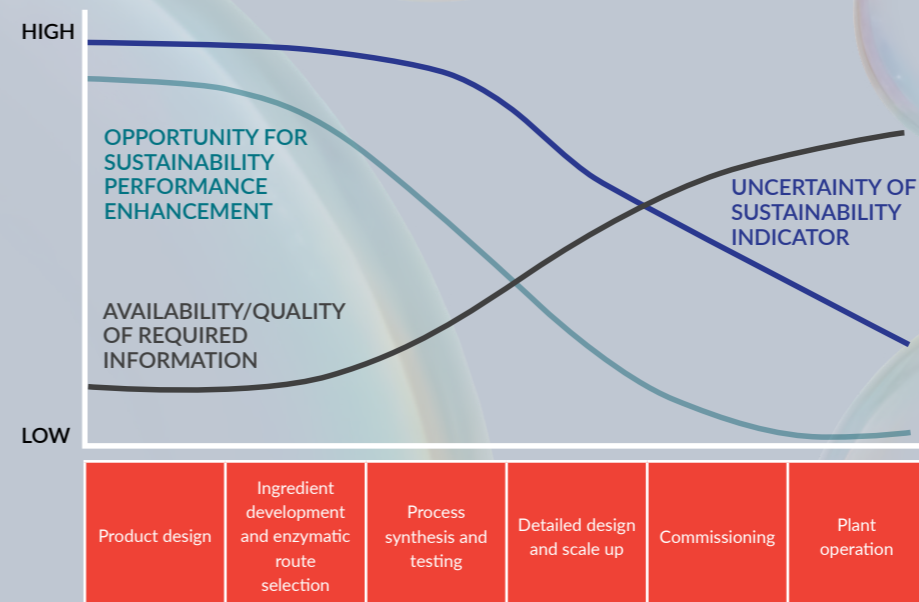 HIGH
OPPORTUNITY FOR
SUSTAINABILITY
PERFORMANCE
ENHANCEMENT
UNCERTAINTY OF
SUSTAINABILITY
INDICATOR
AVAILABILITY/QUALITY
OF REQUIRED
INFORMATION
LOW
Product design
Ingredient
development
and enzymatic
route
selection
Process
synthesis and
testing
Detailed design
and scale up
Commissioning
Plant
operation